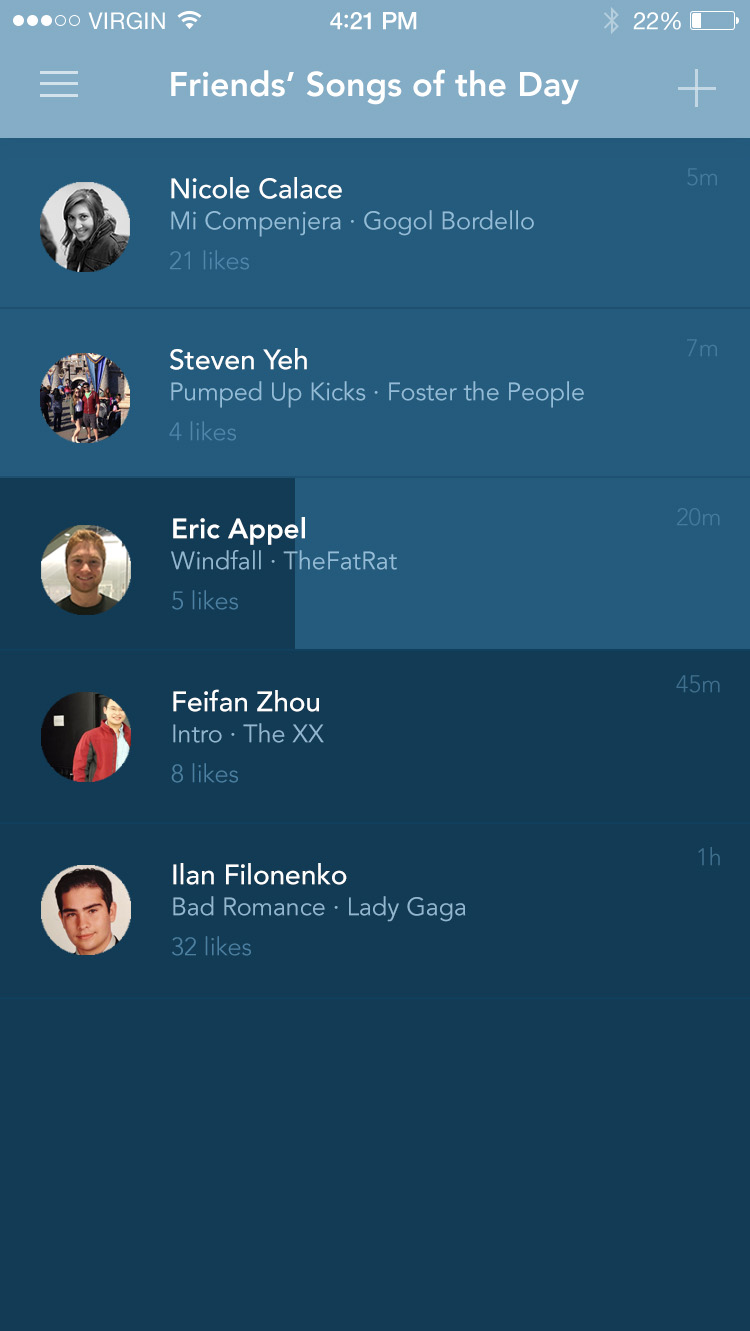 VIRGIN 4:21 PM 22%
Friends’ Songs of the Day
Nicole Calace 5m
Mi Compenjera · Gogol Bordello
21 likes
Steven Yeh 7m
Pumped Up Kicks · Foster the People
4 likes
Eric Appel 20m
Windfall · TheFatRat
5 likes
Feifan Zhou 45m
Intro · The XX
8 likes
Ilan Filonenko 1h
Bad Romance · Lady Gaga
32 likes